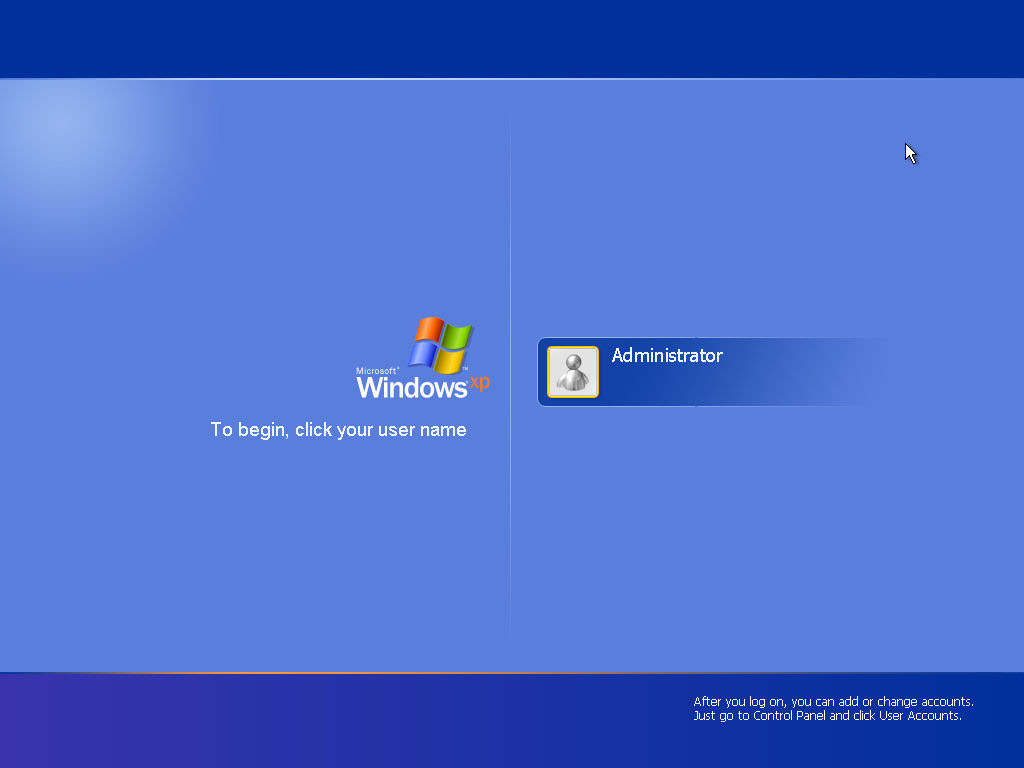 Microsoft®
Windows®xp
To begin, click your user name
Administrator
After you log on, you can add or change accounts.
Just go to Control Panel and click User Accounts.